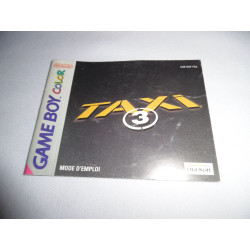 GAME BOY COLOR
TAXI
3
MODE D'EMPLOI